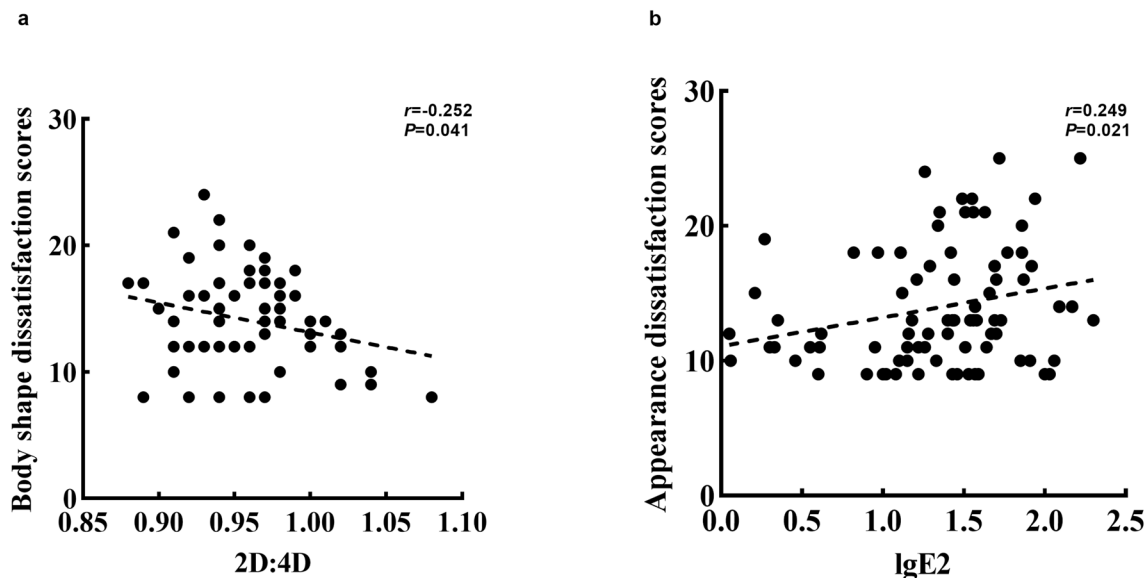 a
r=-0.252
P=0.041
Body shape dissatisfaction scores
30
20
10
0
0.85 0.90 0.95 1.00 1.05 1.10
2D:4D
b
r=0.249
P=0.021
Appearance dissatisfaction scores
30
20
10
0
0.0 0.5 1.0 1.5 2.0 2.5
lgE2